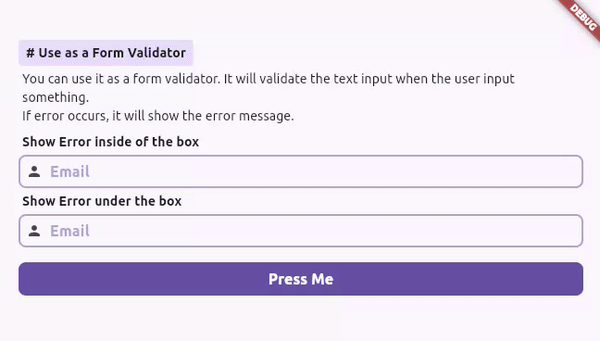 DEBUG
# Use as a Form Validator
You can use it as a form validator. It will validate the text input when the user input
something.
If error occurs, it will show the error message.
Show Error inside of the box
Email
Show Error under the box
Email
Press Me